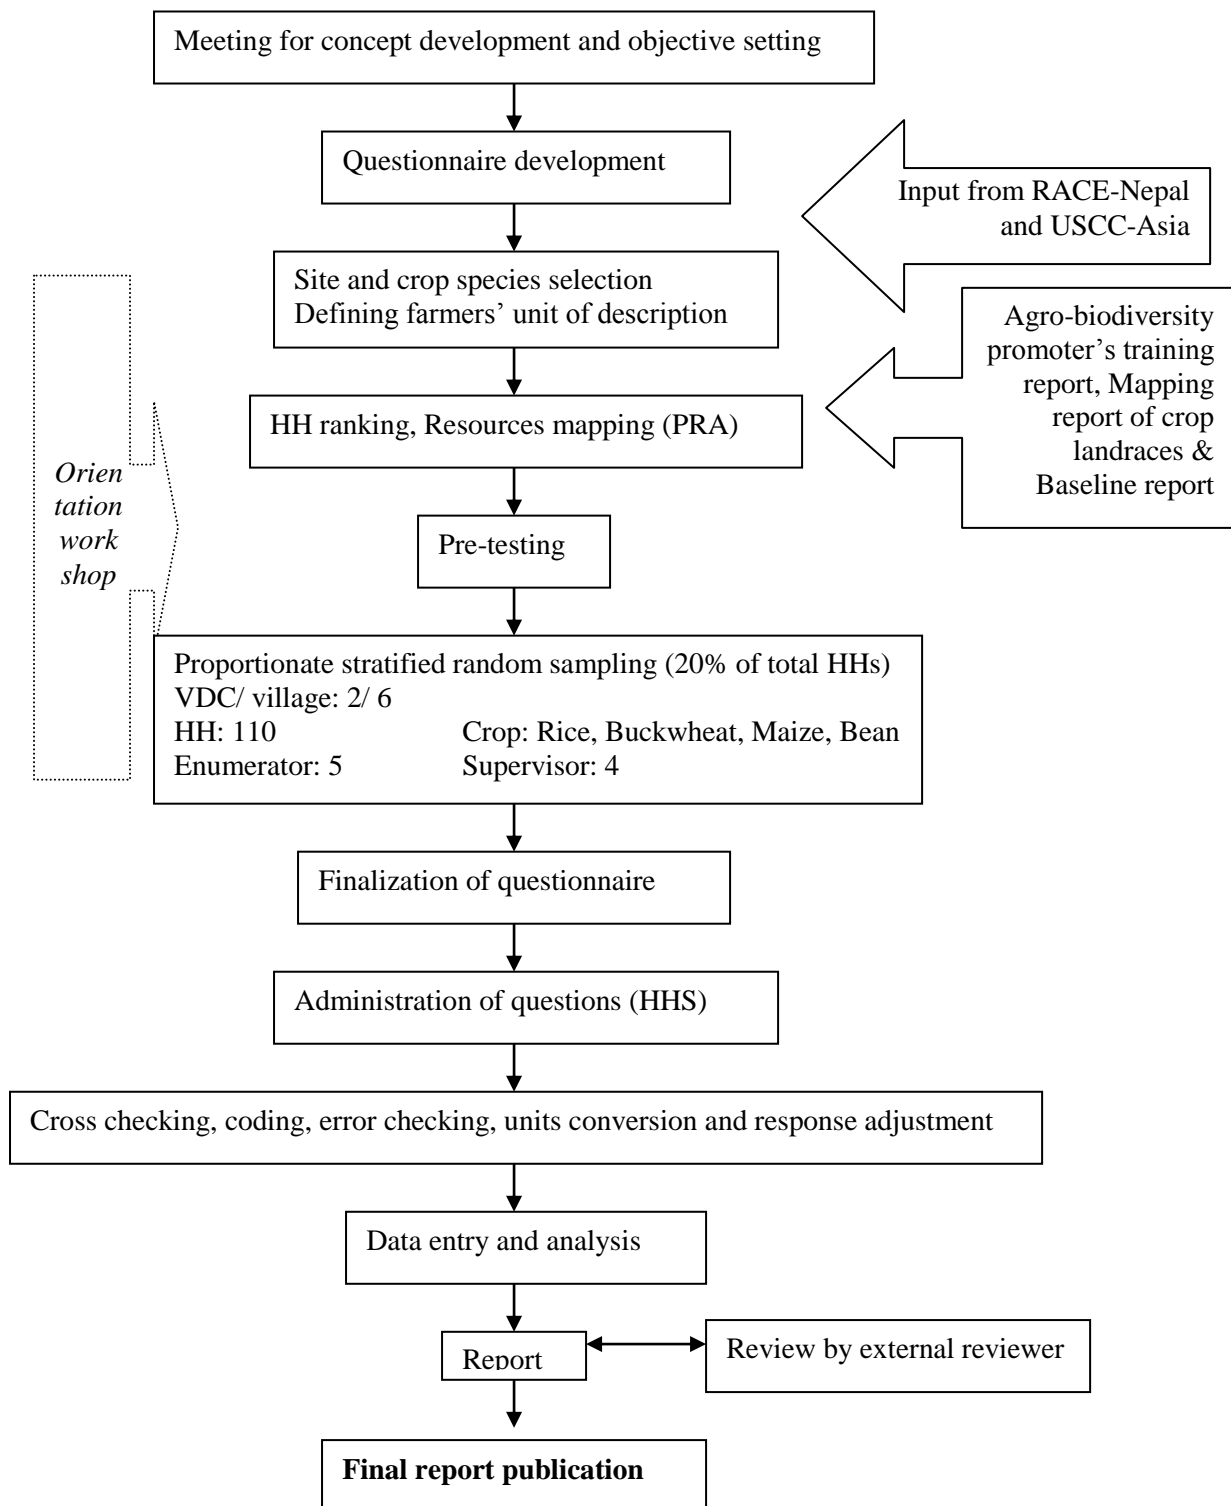 Meeting for concept development and objective setting
Questionnaire development
Input from RACE-Nepal
and USCC-Asia
Site and crop species selection
Defining farmers’ unit of description
Agro-biodiversity
promoter’s training
report, Mapping
report of crop
landraces &
Baseline report
HH ranking, Resources mapping (PRA)
Orien
tation
work
shop
Pre-testing
Proportionate stratified random sampling (20% of total HHs)
VDC/ village: 2/ 6
HH: 110 Crop: Rice, Buckwheat, Maize, Bean
Enumerator: 5 Supervisor: 4
Finalization of questionnaire
Administration of questions (HHS)
Cross checking, coding, error checking, units conversion and response adjustment
Data entry and analysis
Report
Review by external reviewer
Final report publication